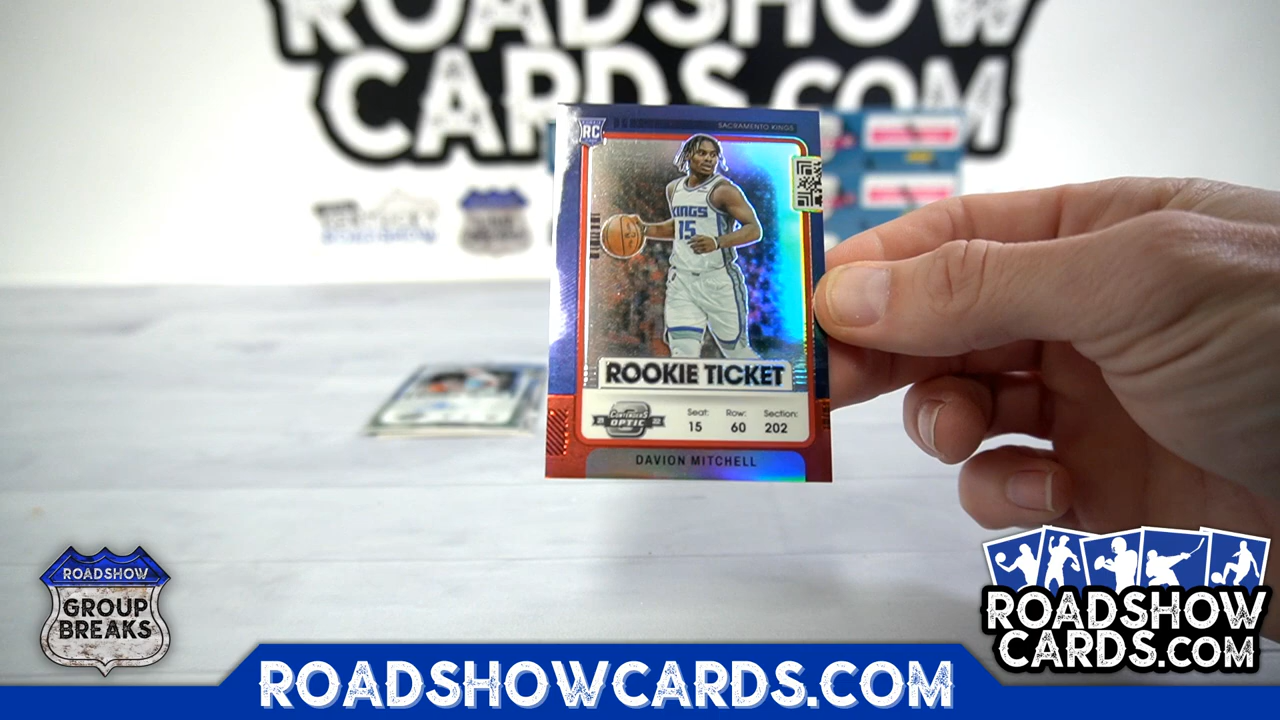 ROADSHOW
CARDS.COM
RC
SACRAMENTO KINGS
KINGS
15
ROOKIE TICKET
CONTENDERS
OPTIC
Seat: Row: Section:
15 60 202
DAVION MITCHELL
ROADSHOW
GROUP
BREAKS
ROADSHOW
CARDS.COM
ROADSHOWCARDS.COM